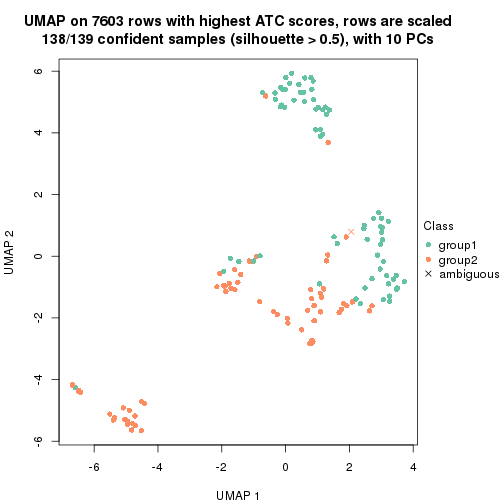 UMAP on 7603 rows with highest ATC scores, rows are scaled
138/139 confident samples (silhouette > 0.5), with 10 PCs
6
4
2
0
-2
-4
-6
UMAP 2
-6
-4
-2
0
2
4
UMAP 1
Class
group1
group2
ambiguous